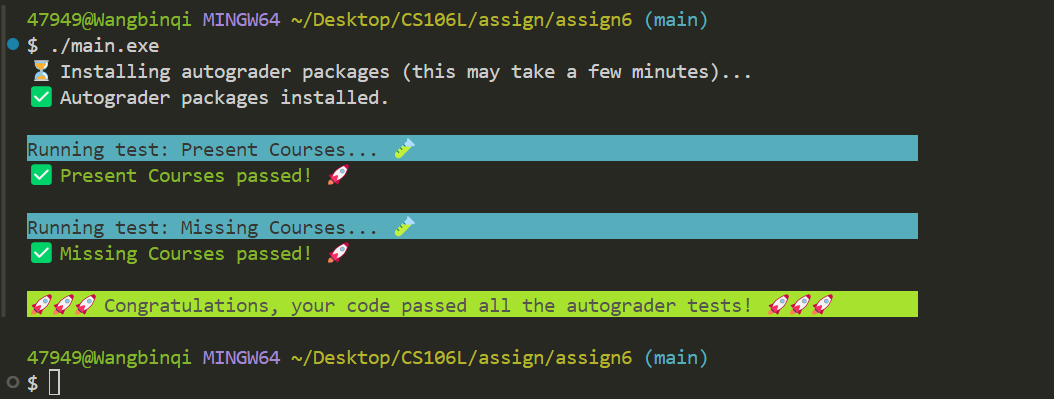 47949@Wangbinqi MINGW64 ~/Desktop/CS106L/assign/assign6 (main)
$ ./main.exe
⏳ Installing autograder packages (this may take a few minutes)...
✅ Autograder packages installed.
Running test: Present Courses... 🧪
✅ Present Courses passed! 🚀
Running test: Missing Courses... 🧪
✅ Missing Courses passed! 🚀
🚀🚀🚀 Congratulations, your code passed all the autograder tests! 🚀🚀🚀
47949@Wangbinqi MINGW64 ~/Desktop/CS106L/assign/assign6 (main)
$